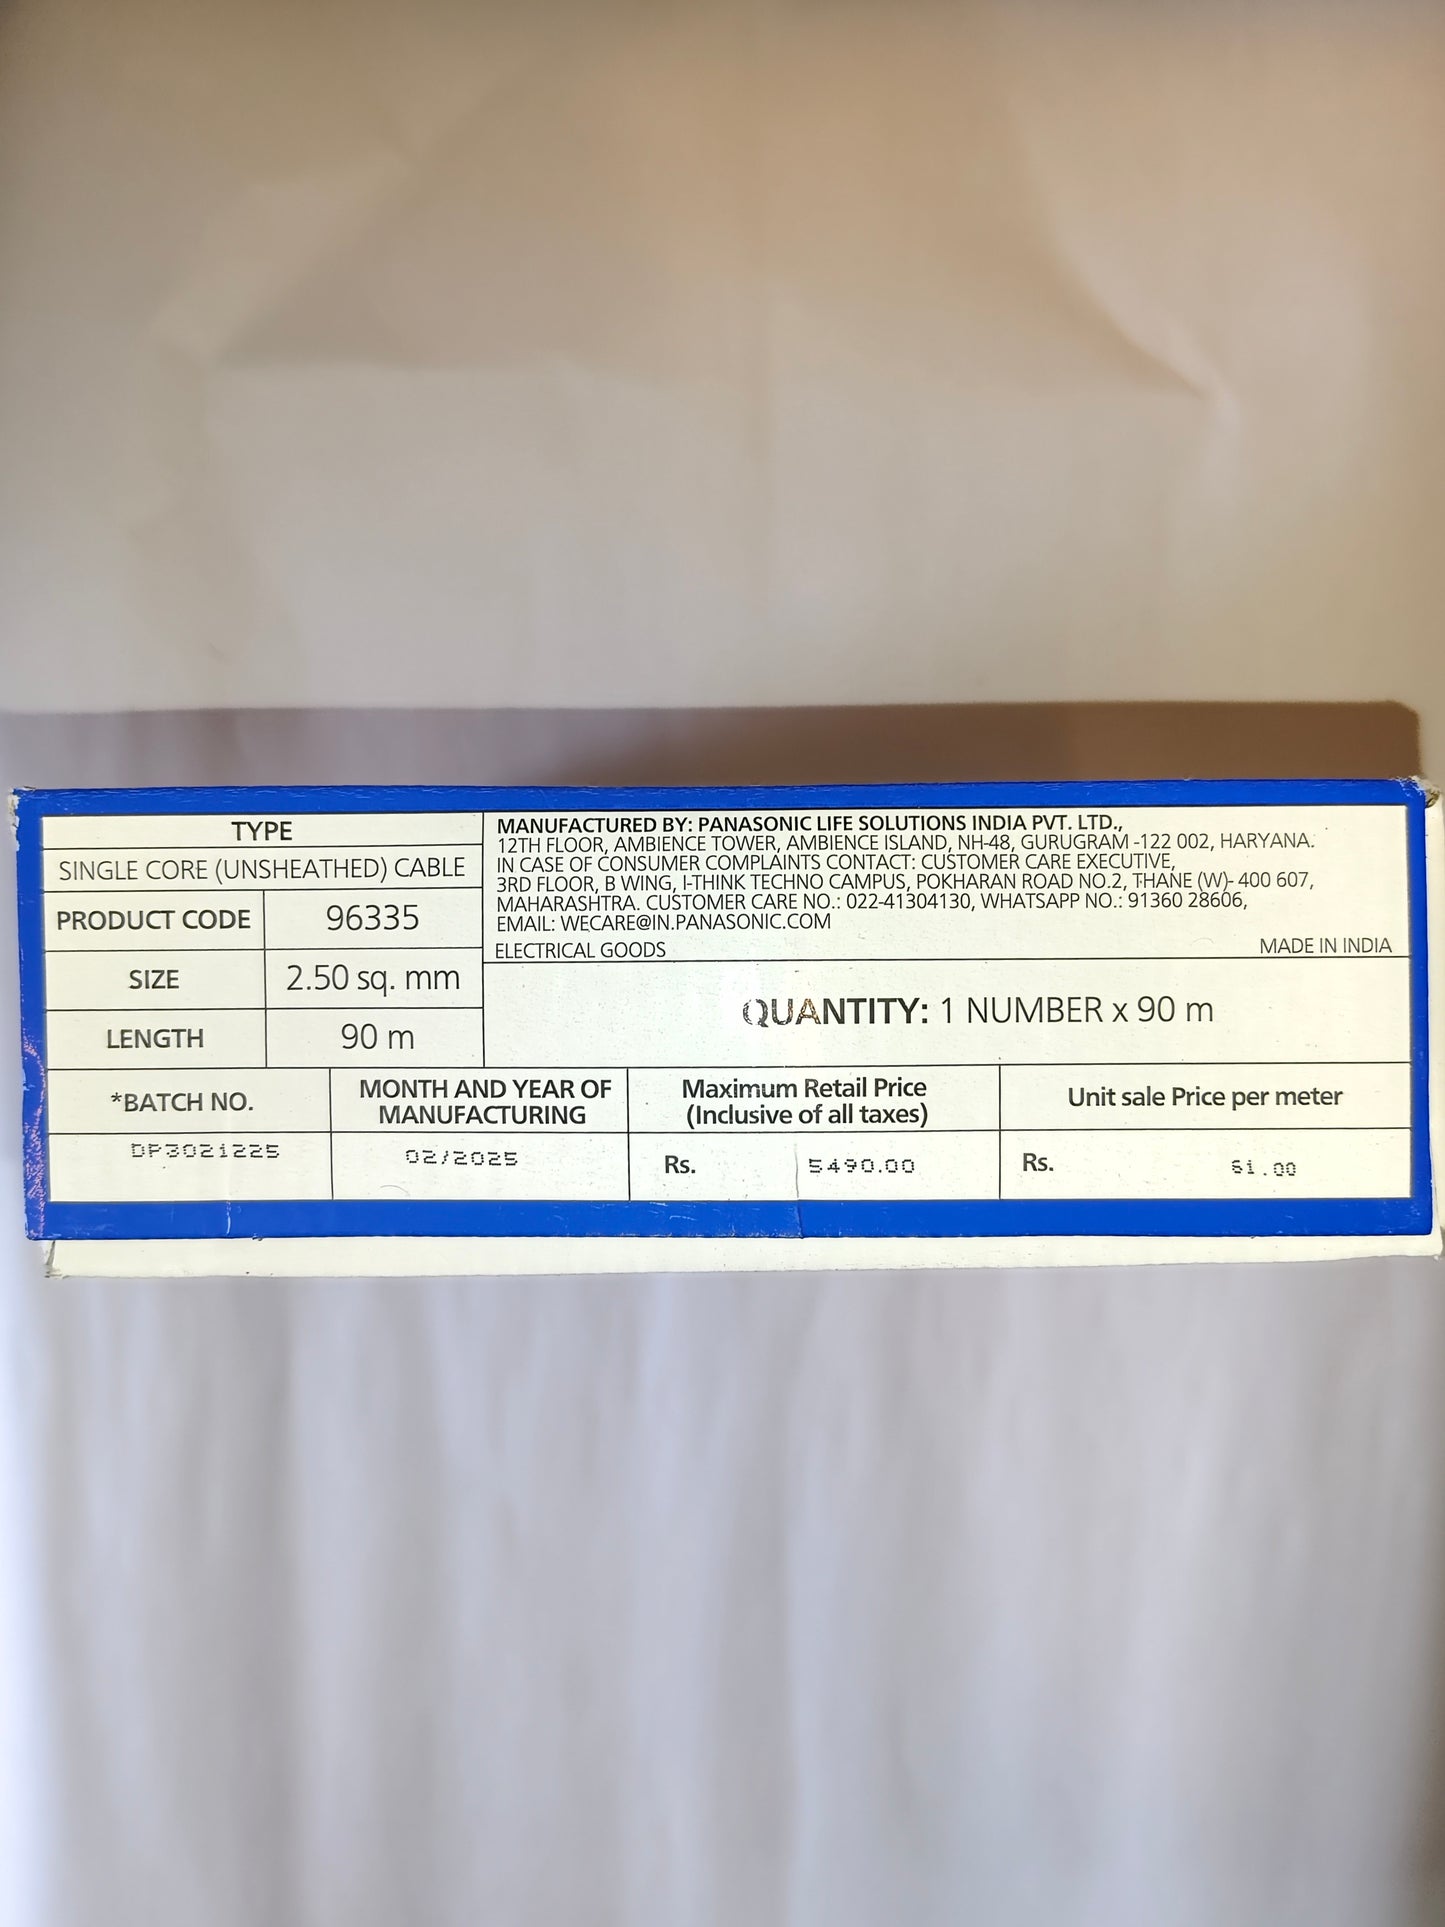 TYPE
SINGLE CORE (UNSHEATHED) CABLE
PRODUCT CODE 96335
SIZE 2.50 sq. mm
LENGTH 90 m
MANUFACTURED BY: PANASONIC LIFE SOLUTIONS INDIA PVT. LTD.,
12TH FLOOR, AMBIENCE TOWER, AMBIENCE ISLAND, NH-48, GURUGRAM -122 002, HARYANA.
IN CASE OF CONSUMER COMPLAINTS CONTACT: CUSTOMER CARE EXECUTIVE,
3RD FLOOR, B WING, I-THINK TECHNO CAMPUS, POKHARAN ROAD NO.2, THANE (W)- 400 607,
MAHARASHTRA. CUSTOMER CARE NO.: 022-41304130, WHATSAPP NO.: 91360 28606,
EMAIL: WECARE@IN.PANASONIC.COM
ELECTRICAL GOODS MADE IN INDIA
QUANTITY: 1 NUMBER x 90 m
*BATCH NO.
DP3021225
MONTH AND YEAR OF
MANUFACTURING
02/2025
Maximum Retail Price
(Inclusive of all taxes)
Rs. 5490.00
Unit sale Price per meter
Rs. 61.00